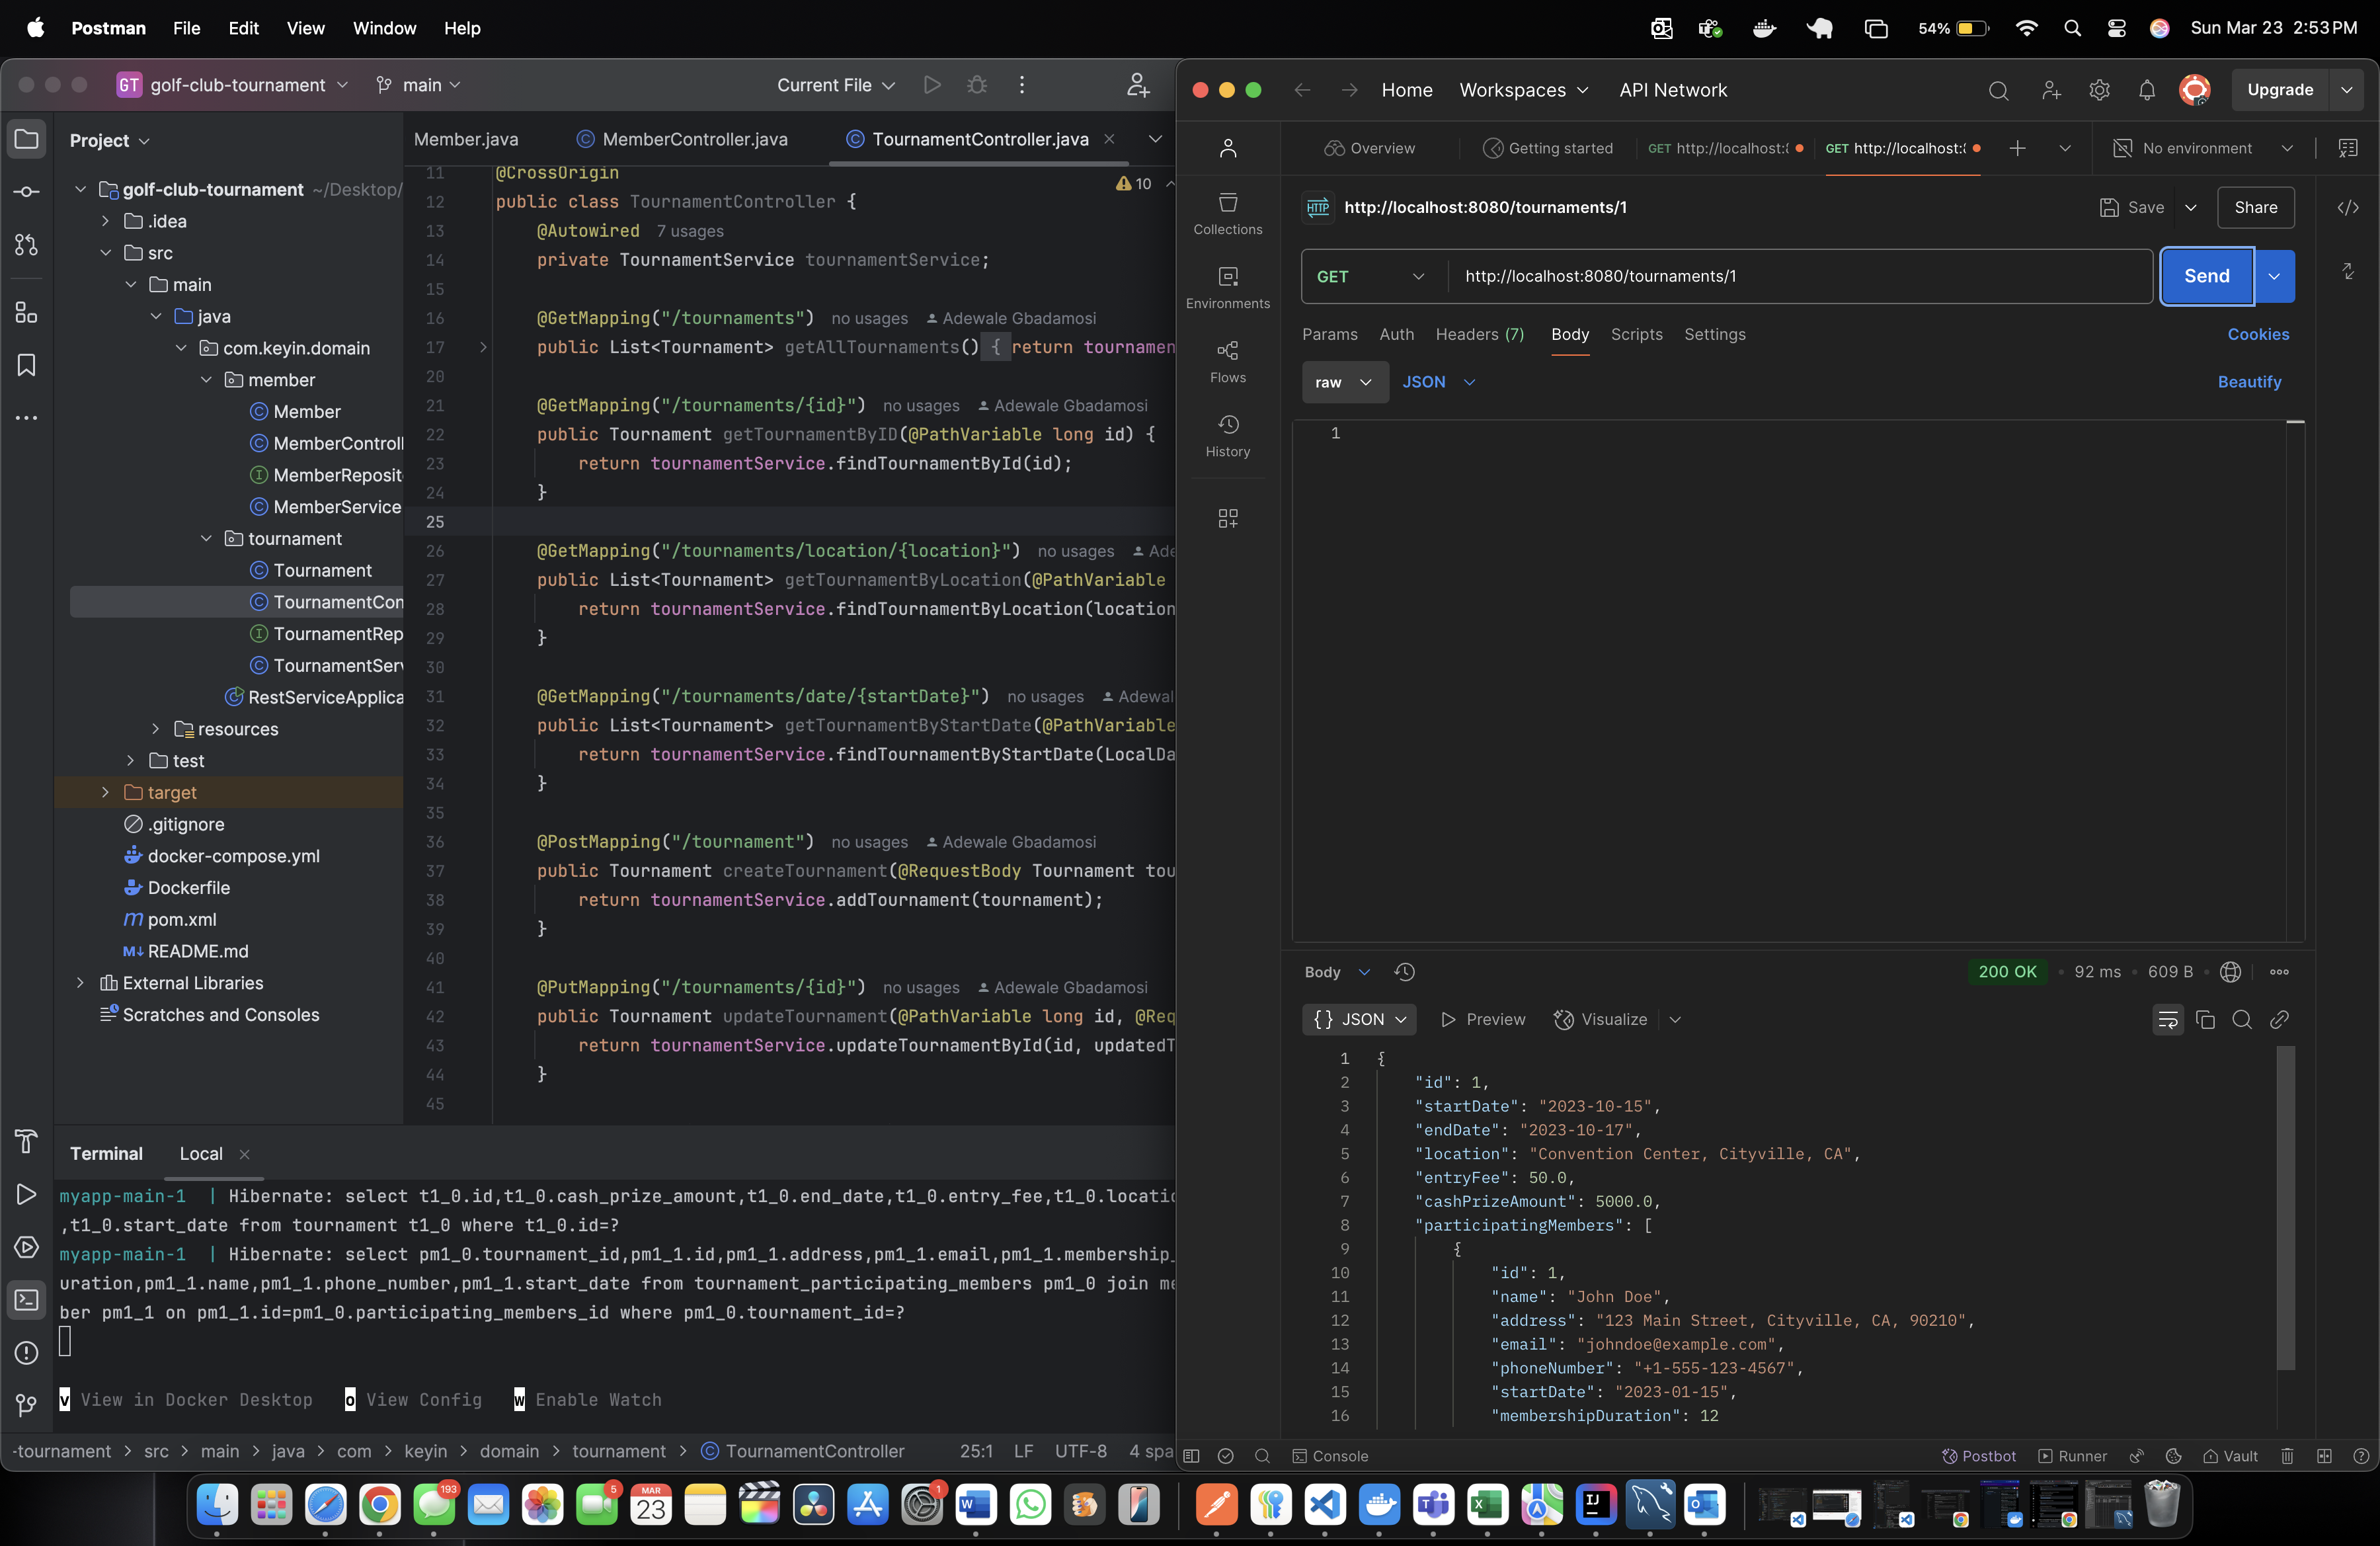 Postman File Edit View Window Help 54% Sun Mar 23 2:53 PM
GT golf-club-tournament main Current File
Project
golf-club-tournament ~/Desktop/
.idea
src
main
java
com.keyin.domain
member
Member
MemberControll
MemberReposit
MemberService
tournament
Tournament
TournamentCon
TournamentRep
TournamentSer
RestServiceApplica
resources
test
target
.gitignore
docker-compose.yml
Dockerfile
pom.xml
README.md
External Libraries
Scratches and Consoles
Member.java MemberController.java TournamentController.java
10
11 @CrossOrigin
12 public class TournamentController {
13 @Autowired 7 usages
14 private TournamentService tournamentService;
15
16 @GetMapping("/tournaments") no usages Adewale Gbadamosi
17 public List<Tournament> getAllTournaments() { return tournamen
20
21 @GetMapping("/tournaments/{id}") no usages Adewale Gbadamosi
22 public Tournament getTournamentByID(@PathVariable long id) {
23 return tournamentService.findTournamentById(id);
24 }
25
26 @GetMapping("/tournaments/location/{location}") no usages Ade
27 public List<Tournament> getTournamentByLocation(@PathVariable
28 return tournamentService.findTournamentByLocation(location
29 }
30
31 @GetMapping("/tournaments/date/{startDate}") no usages Adewal
32 public List<Tournament> getTournamentByStartDate(@PathVariable
33 return tournamentService.findTournamentByStartDate(LocalDa
34 }
35
36 @PostMapping("/tournament") no usages Adewale Gbadamosi
37 public Tournament createTournament(@RequestBody Tournament tou
38 return tournamentService.addTournament(tournament);
39 }
40
41 @PutMapping("/tournaments/{id}") no usages Adewale Gbadamosi
42 public Tournament updateTournament(@PathVariable long id, @Req
43 return tournamentService.updateTournamentById(id, updatedT
44 }
45
Terminal Local
myapp-main-1 | Hibernate: select t1_0.id,t1_0.cash_prize_amount,t1_0.end_date,t1_0.entry_fee,t1_0.locatio
,t1_0.start_date from tournament t1_0 where t1_0.id=?
myapp-main-1 | Hibernate: select pm1_0.tournament_id,pm1_1.id,pm1_1.address,pm1_1.email,pm1_1.membership_
uration,pm1_1.name,pm1_1.phone_number,pm1_1.start_date from tournament_participating_members pm1_0 join me
ber pm1_1 on pm1_1.id=pm1_0.participating_members_id where pm1_0.tournament_id=?
v View in Docker Desktop o View Config w Enable Watch
-tournament > src > main > java > com > keyin > domain > tournament > TournamentController 25:1 LF UTF-8 4 spa
Home Workspaces API Network Upgrade
Overview Getting started GET http://localhost:8 GET http://localhost:8 No environment
Collections
Environments
Flows
History
HTTP http://localhost:8080/tournaments/1 Save Share
GET http://localhost:8080/tournaments/1 Send
Params Auth Headers (7) Body Scripts Settings Cookies
raw JSON Beautify
1
Body 200 OK 92 ms 609 B
{} JSON Preview Visualize
1 {
2 "id": 1,
3 "startDate": "2023-10-15",
4 "endDate": "2023-10-17",
5 "location": "Convention Center, Cityville, CA",
6 "entryFee": 50.0,
7 "cashPrizeAmount": 5000.0,
8 "participatingMembers": [
9 {
10 "id": 1,
11 "name": "John Doe",
12 "address": "123 Main Street, Cityville, CA, 90210",
13 "email": "johndoe@example.com",
14 "phoneNumber": "+1-555-123-4567",
15 "startDate": "2023-01-15",
16 "membershipDuration": 12
Console Postbot Runner Vault
193 5 MAR 23 1 IJ